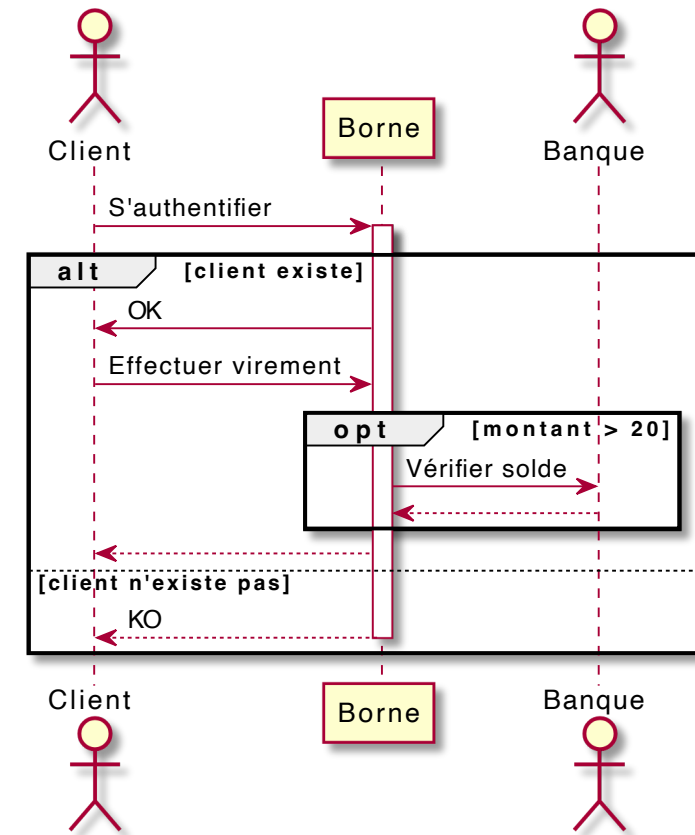 Client
Borne
Banque
S'authentifier
alt [client existe]
OK
Effectuer virement
opt [montant > 20]
Vérifier solde
[client n'existe pas]
KO
Client
Borne
Banque